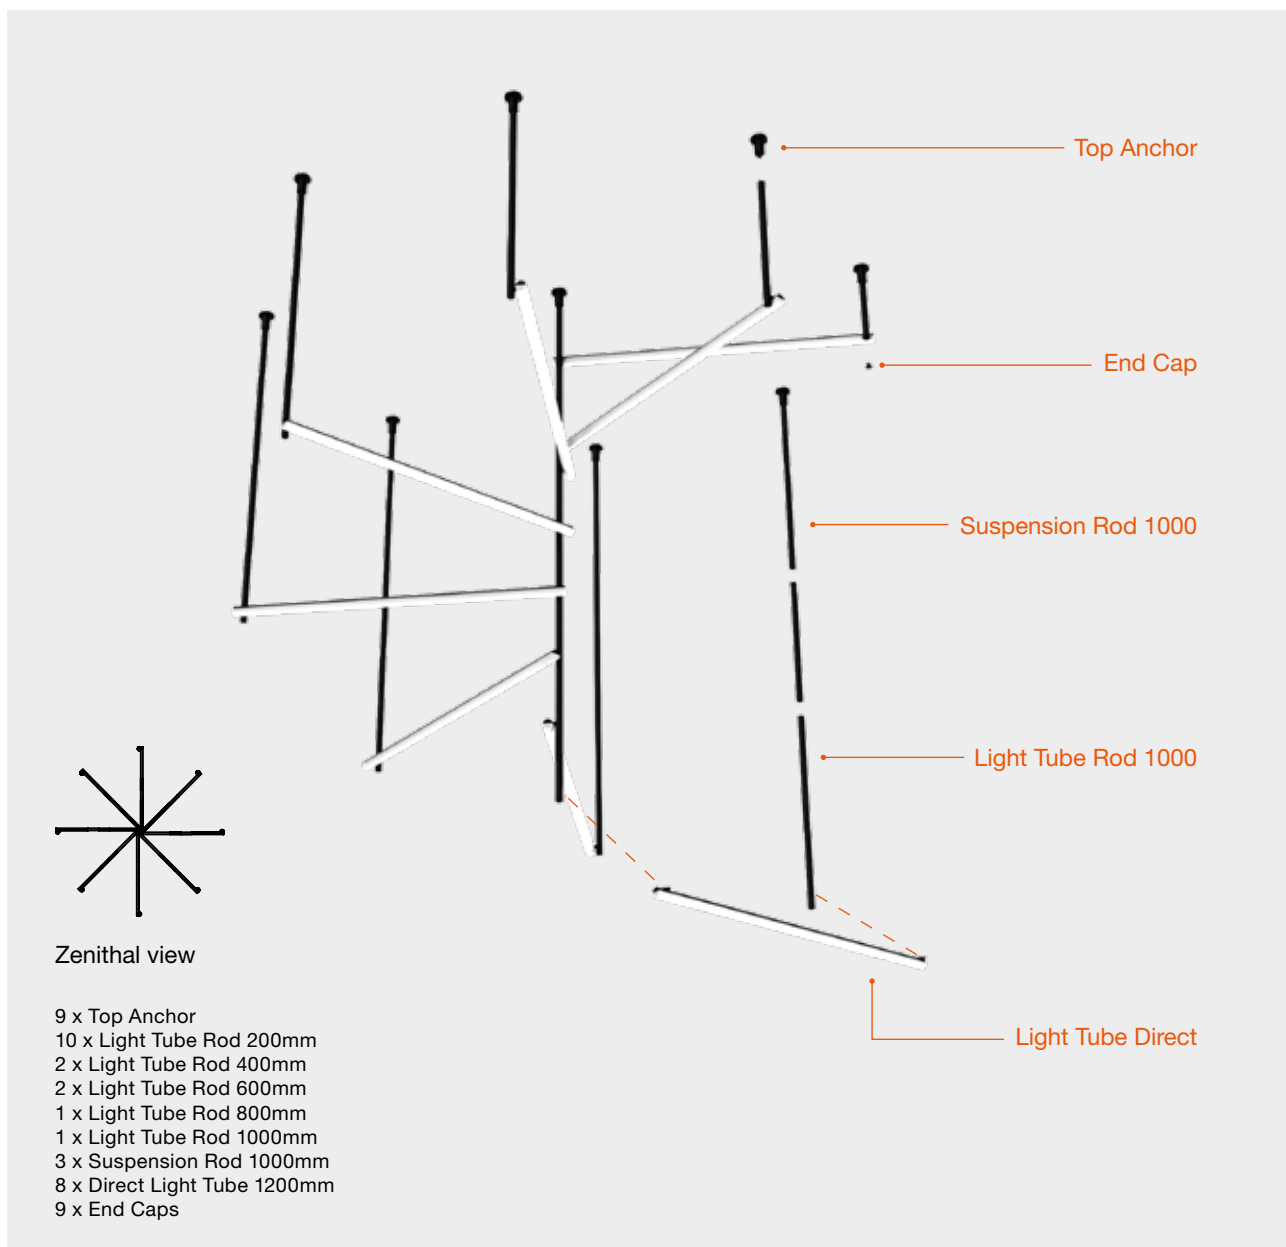 Top Anchor
End Cap
Suspension Rod 1000
Light Tube Rod 1000
Zenithal view
Light Tube Direct
9 x Top Anchor
10 x Light Tube Rod 200mm
2 x Light Tube Rod 400mm
2 x Light Tube Rod 600mm
1 x Light Tube Rod 800mm
1 x Light Tube Rod 1000mm
3 x Suspension Rod 1000mm
8 x Direct Light Tube 1200mm
9 x End Caps